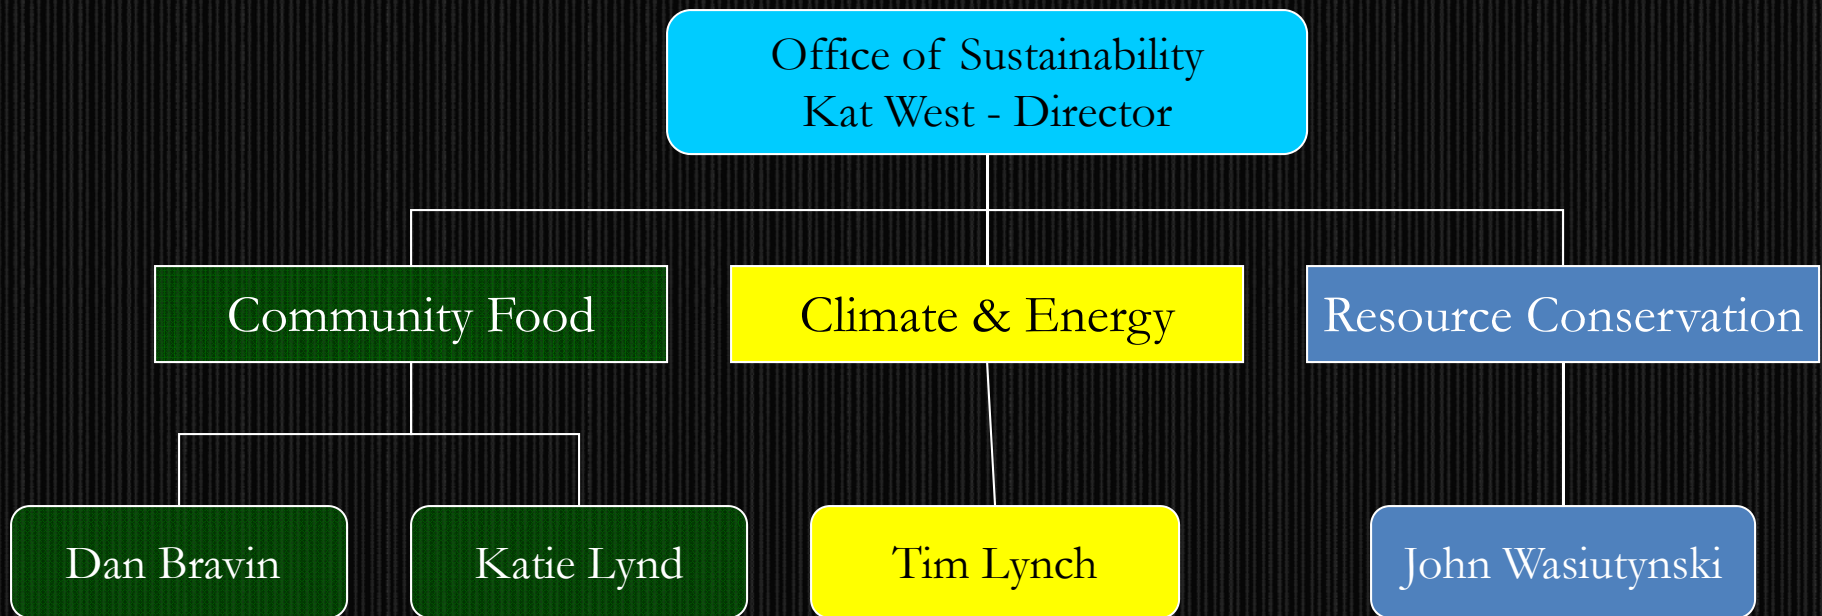 Office of Sustainability
Kat West - Director
Community Food
Climate & Energy
Resource Conservation
Dan Bravin
Katie Lynd
Tim Lynch
John Wasiutynski